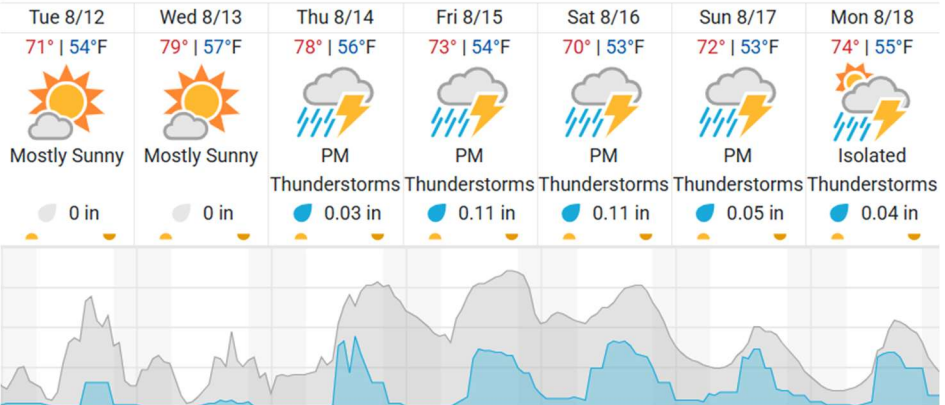 Tue 8/12 Wed 8/13 Thu 8/14 Fri 8/15 Sat 8/16 Sun 8/17 Mon 8/18
71° | 54°F 79° | 57°F 78° | 56°F 73° | 54°F 70° | 53°F 72° | 53°F 74° | 55°F
Mostly Sunny Mostly Sunny PM PM PM PM Isolated
Thunderstorms Thunderstorms Thunderstorms Thunderstorms Thunderstorms
0 in 0 in 0.03 in 0.11 in 0.11 in 0.05 in 0.04 in